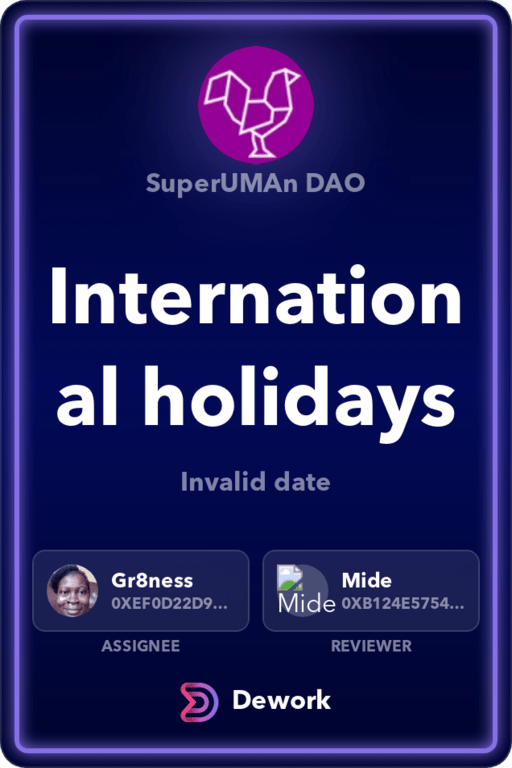 SuperUMAn DAO
Internation
al holidays
Invalid date
Gr8ness
0XEF0D22D9...
Mide
Mide
0XB124E5754...
ASSIGNEE
REVIEWER
Dework